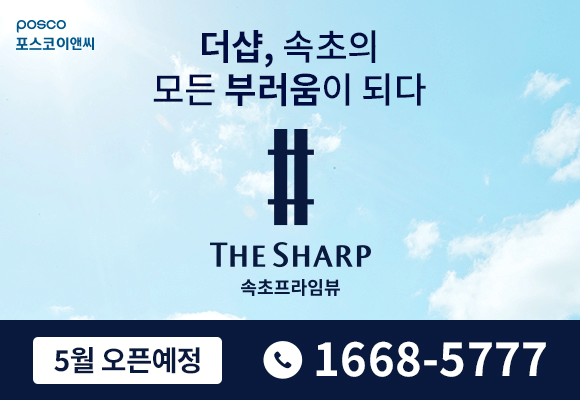 posco
포스코이앤씨
더샵, 속초의
모든 부러움이 되다
THE SHARP
속초프라임뷰
5월 오픈예정
1668-5777